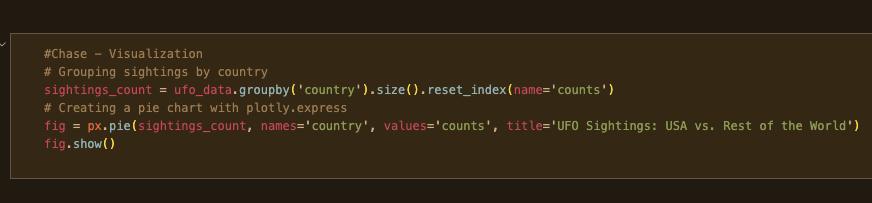 #Chase - Visualization
# Grouping sightings by country
sightings_count = ufo_data.groupby('country').size().reset_index(name='counts')
# Creating a pie chart with plotly.express
fig = px.pie(sightings_count, names='country', values='counts', title='UFO Sightings: USA vs. Rest of the World')
fig.show()